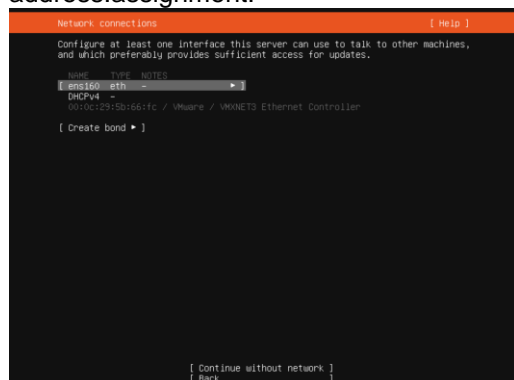 address.assignment.
Network connections [ Help ]
Configure at least one interface this server can use to talk to other machines,
and which preferably provides sufficient access for updates.
NAME TYPE NOTES
[ ens160 eth - ▸ ]
DHCPv4 -
00:0c:29:5b:66:fc / VMware / VMXNET3 Ethernet Controller
[ Create bond ▸ ]
[ Continue without network ]
[ Back ]